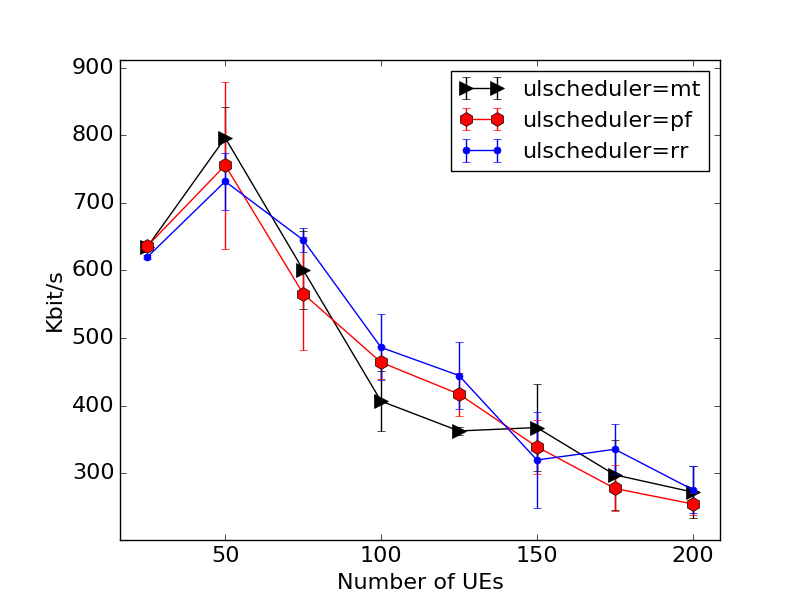 900
800
700
600
500
400
300
Kbit/s
50
100
150
200
Number of UEs
ulscheduler=mt
ulscheduler=pf
ulscheduler=rr